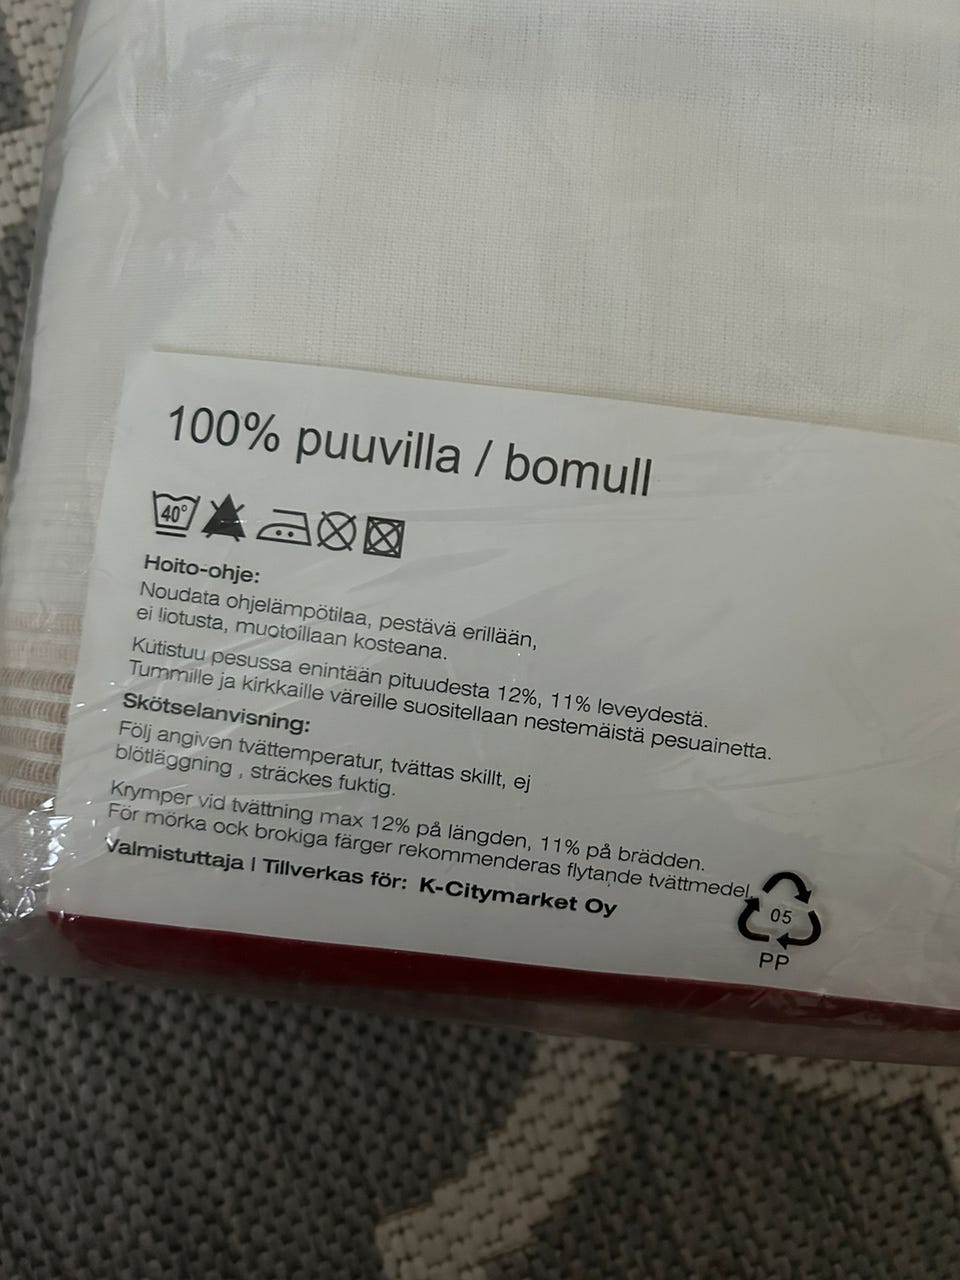 100% puuvilla / bomull
40°
Hoito-ohje:
Noudata ohjelämpötilaa, pestävä erillään,
ei liotusta, muotoillaan kosteana.
Kutistuu pesussa enintään pituudesta 12%, 11% leveydestä.
Tummille ja kirkkaille väreille suositellaan nestemäistä pesuainetta.
Skötselanvisning:
Följ angiven tvättemperatur, tvättas skillt, ej
blötläggning , sträckes fuktig.
Krymper vid tvättning max 12% på längden, 11% på brädden.
För mörka ock brokiga färger rekommenderas flytande tvättmedel.
Valmistuttaja | Tillverkas för: K-Citymarket Oy
05
PP